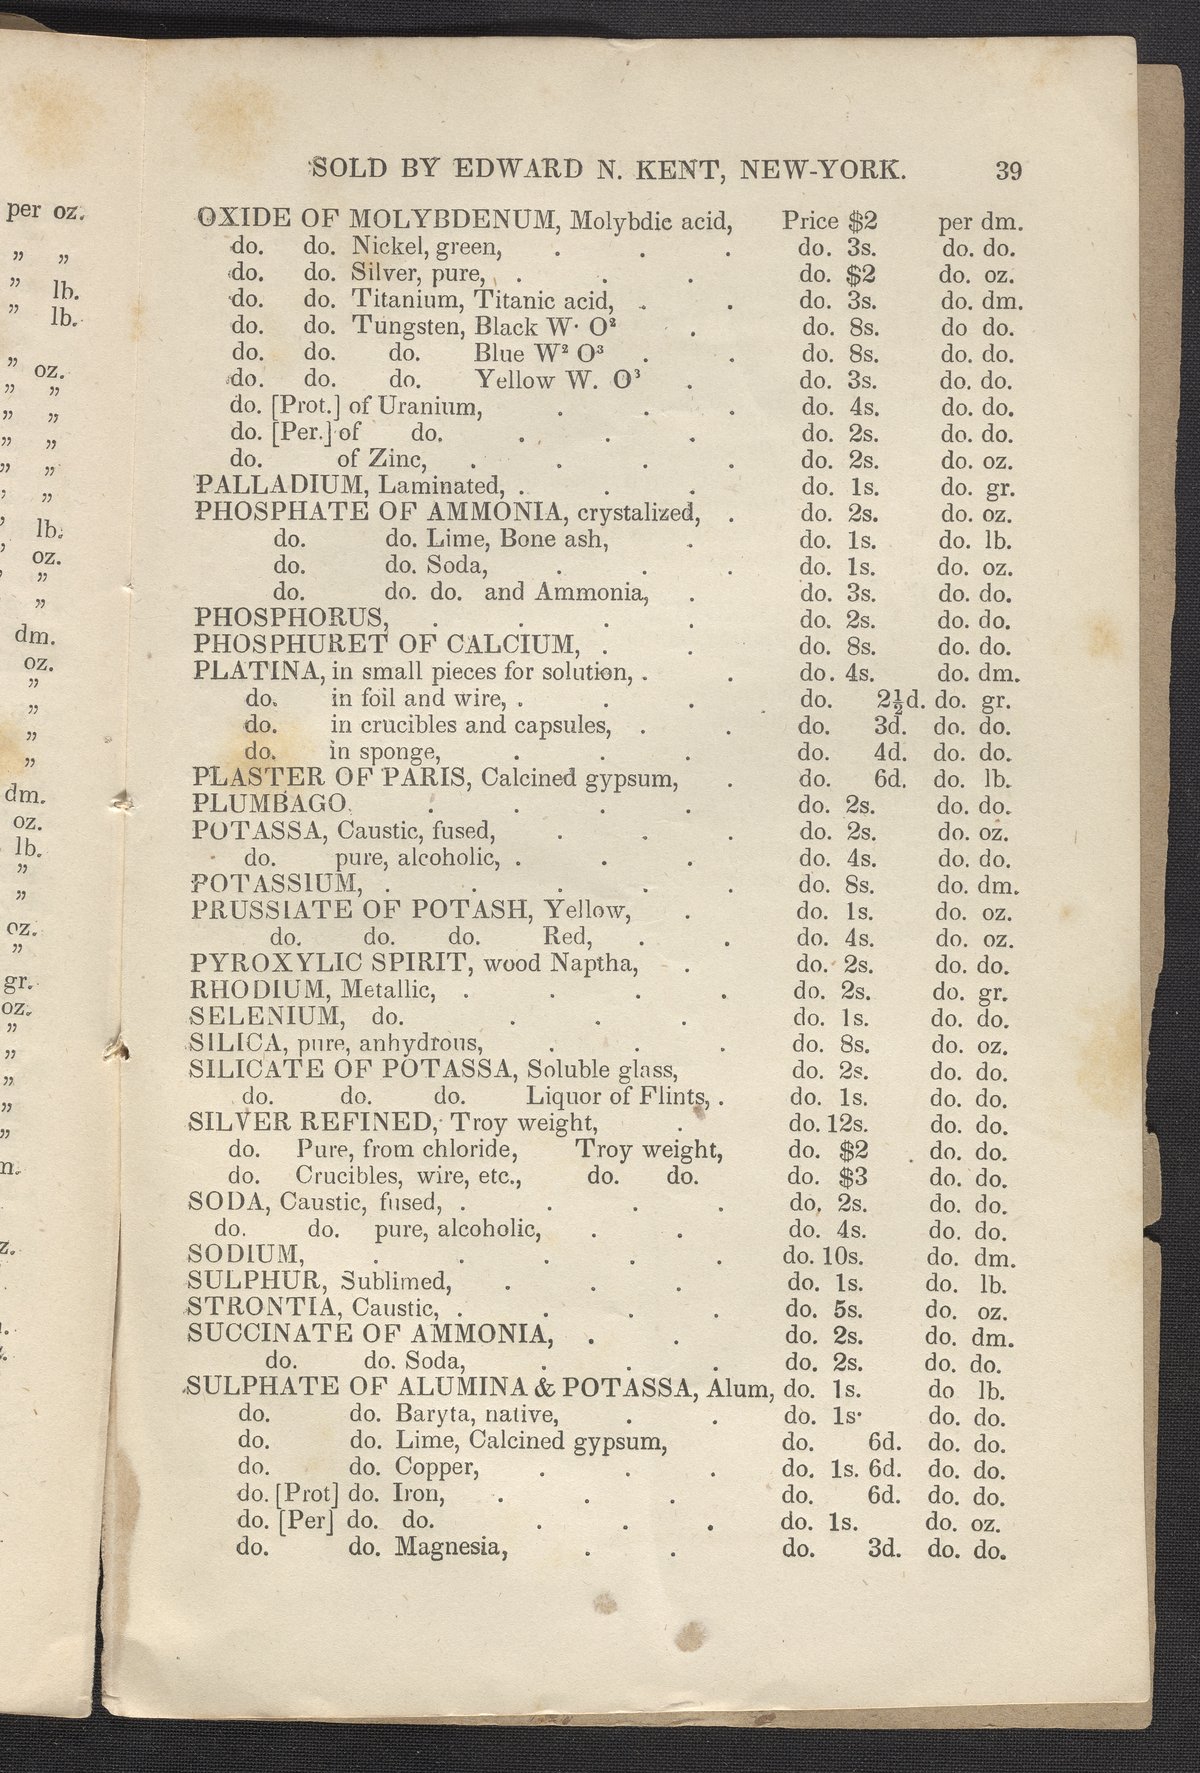 per oz.
” ”
” lb.
” lb.
” oz.
” ”
” ”
” ”
” ”
” ”
” lb.
” oz.
” ”
”
dm.
oz.
”
”
”
”
dm.
oz.
lb.
”
”
oz.
”
gr.
oz.
”
”
”
”
”
SOLD BY EDWARD N. KENT, NEW-YORK. 39
OXIDE OF MOLYBDENUM, Molybdic acid, Price $2 per dm.
do. do. Nickel, green, . . . do. 3s. do. do.
do. do. Silver, pure, . . . do. $2 do. oz.
do. do. Titanium, Titanic acid, . . do. 3s. do. dm.
do. do. Tungsten, Black W· O² . do. 8s. do do.
do. do. do. Blue W² O³ . . do. 8s. do. do.
do. do. do. Yellow W. O³ . do. 3s. do. do.
do. [Prot.] of Uranium, . . . do. 4s. do. do.
do. [Per.] of do. . . . do. 2s. do. do.
do. of Zinc, . . . . do. 2s. do. oz.
PALLADIUM, Laminated, . . . do. 1s. do. gr.
PHOSPHATE OF AMMONIA, crystalized, . do. 2s. do. oz.
do. do. Lime, Bone ash, . do. 1s. do. lb.
do. do. Soda, . . . do. 1s. do. oz.
do. do. do. and Ammonia, . do. 3s. do. do.
PHOSPHORUS, . . . . do. 2s. do. do.
PHOSPHURET OF CALCIUM, . . do. 8s. do. do.
PLATINA, in small pieces for solution, . . do. 4s. do. dm.
do. in foil and wire, . . . do. 2½d. do. gr.
do. in crucibles and capsules, . . do. 3d. do. do.
do. in sponge, . . . do. 4d. do. do.
PLASTER OF PARIS, Calcined gypsum, . do. 6d. do. lb.
PLUMBAGO . . . . do. 2s. do. do.
POTASSA, Caustic, fused, . . . do. 2s. do. oz.
do. pure, alcoholic, . . . do. 4s. do. do.
POTASSIUM, . . . . . do. 8s. do. dm.
PRUSSIATE OF POTASH, Yellow, . do. 1s. do. oz.
do. do. do. Red, . . do. 4s. do. oz.
PYROXYLIC SPIRIT, wood Naptha, . do. 2s. do. do.
RHODIUM, Metallic, . . . . do. 2s. do. gr.
SELENIUM, do. . . . do. 1s. do. do.
SILICA, pure, anhydrous, . . . do. 8s. do. oz.
SILICATE OF POTASSA, Soluble glass, do. 2s. do. do.
do. do. do. Liquor of Flints, . do. 1s. do. do.
SILVER REFINED, Troy weight, . do. 12s. do. do.
do. Pure, from chloride, Troy weight, do. $2 do. do.
do. Crucibles, wire, etc., do. do. do. $3 do. do.
SODA, Caustic, fused, . . . . do. 2s. do. do.
do. do. pure, alcoholic, . . do. 4s. do. do.
SODIUM, . . . . . do. 10s. do. dm.
SULPHUR, Sublimed, . . . do. 1s. do. lb.
STRONTIA, Caustic, . . . . do. 5s. do. oz.
SUCCINATE OF AMMONIA, . . do. 2s. do. dm.
do. do. Soda, . . . do. 2s. do. do.
SULPHATE OF ALUMINA & POTASSA, Alum, do. 1s. do lb.
do. do. Baryta, native, . . do. 1s· do. do.
do. do. Lime, Calcined gypsum, do. 6d. do. do.
do. do. Copper, . . . do. 1s. 6d. do. do.
do. [Prot] do. Iron, . . . do. 6d. do. do.
do. [Per] do. do. . . . do. 1s. do. oz.
do. do. Magnesia, . . do. 3d. do. do.